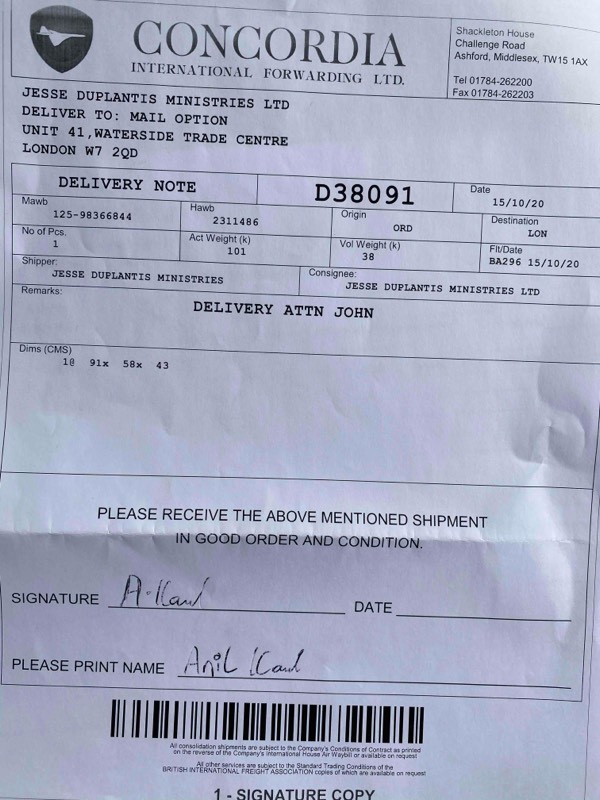 CONCORDIA
INTERNATIONAL FORWARDING LTD.
Shackleton House
Challenge Road
Ashford, Middlesex, TW15 1AX
Tel 01784-262200
Fax 01784-262203
JESSE DUPLANTIS MINISTRIES LTD
DELIVER TO: MAIL OPTION
UNIT 41,WATERSIDE TRADE CENTRE
LONDON W7 2QD
DELIVERY NOTE
D38091
Date
15/10/20
Mawb
125-98366844
Hawb
2311486
Origin
ORD
Destination
LON
No of Pcs.
1
Act Weight (k)
101
Vol Weight (k)
38
Flt/Date
BA296 15/10/20
Shipper:
JESSE DUPLANTIS MINISTRIES
Consignee:
JESSE DUPLANTIS MINISTRIES LTD
Remarks:
DELIVERY ATTN JOHN
Dims (CMS)
1@ 91x 58x 43
PLEASE RECEIVE THE ABOVE MENTIONED SHIPMENT
IN GOOD ORDER AND CONDITION.
SIGNATURE A. Kaul DATE
PLEASE PRINT NAME Anil Kaul
All consolidation shipments are subject to the Company's Conditions of Contract as printed
on the reverse of the Company's International House Air Waybill or available on request
All other services are subject to the Standard Trading Conditions of the
BRITISH INTERNATIONAL FREIGHT ASSOCIATION copies of which are available on request
1 - SIGNATURE COPY